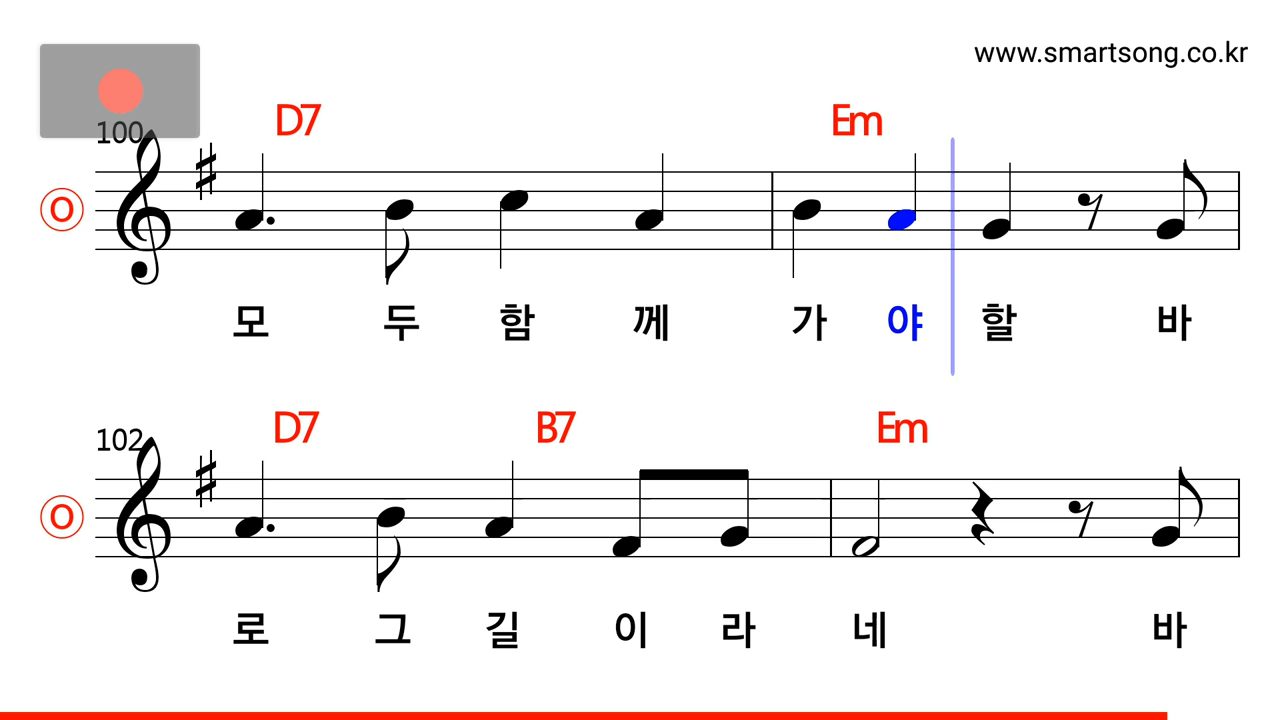 www.smartsong.co.kr
100
D7 Em
O
모 두 함 께 가 야 할 바
102
D7 B7 Em
O
로 그 길 이 라 네 바